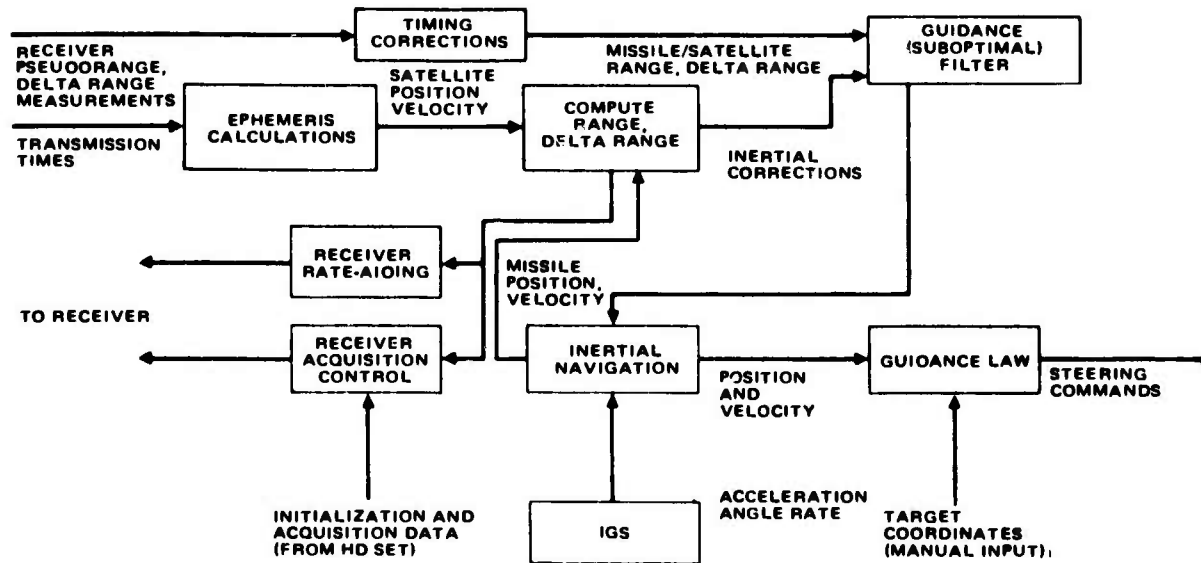 TIMING
CORRECTIONS
GUIDANCE
(SUBOPTIMAL)
FILTER
RECEIVER
PSEUOORANGE,
DELTA RANGE
MEASUREMENTS
MISSILE/SATELLITE
RANGE, DELTA RANGE
SATELLITE
POSITION
VELOCITY
EPHEMERIS
CALCULATIONS
COMPUTE
RANGE,
DELTA RANGE
TRANSMISSION
TIMES
INERTIAL
CORRECTIONS
RECEIVER
RATE-AIOING
MISSILE
POSITION,
VELOCITY
TO RECEIVER
RECEIVER
ACQUISITION
CONTROL
INERTIAL
NAVIGATION
GUIOANCE LAW
POSITION
AND
VELOCITY
STEERING
COMMANDS
INITIALIZATION AND
ACQUISITION DATA
(FROM HD SET)
IGS
ACCELERATION
ANGLE RATE
TARGET
COORDINATES
(MANUAL INPUT)